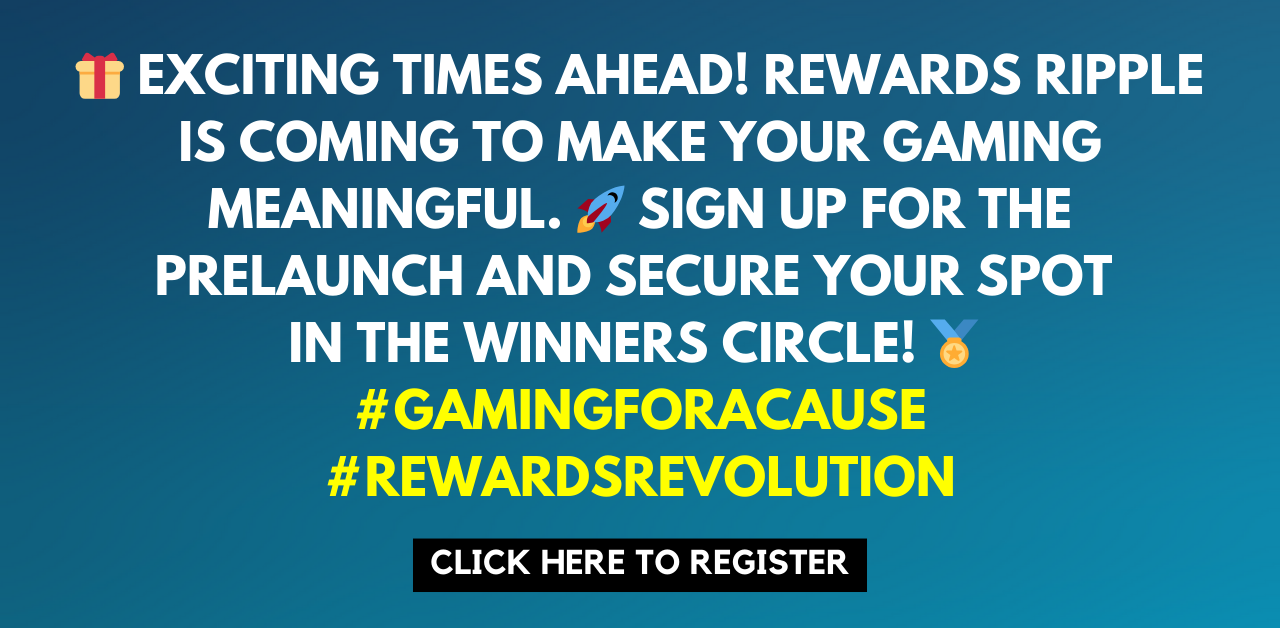 🎁 EXCITING TIMES AHEAD! REWARDS RIPPLE
IS COMING TO MAKE YOUR GAMING
MEANINGFUL. 🚀 SIGN UP FOR THE
PRELAUNCH AND SECURE YOUR SPOT
IN THE WINNERS CIRCLE! 🏅
#GAMINGFORACAUSE
#REWARDSREVOLUTION
CLICK HERE TO REGISTER